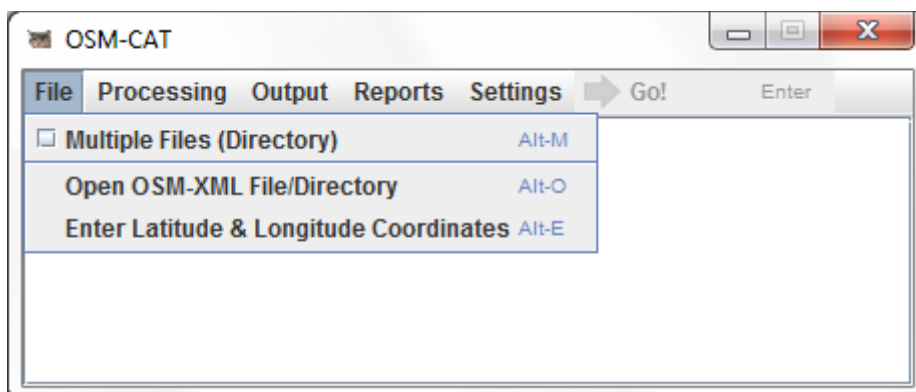 OSM-CAT
File Processing Output Reports Settings Go! Enter
Multiple Files (Directory) Alt-M
Open OSM-XML File/Directory Alt-O
Enter Latitude & Longitude Coordinates Alt-E